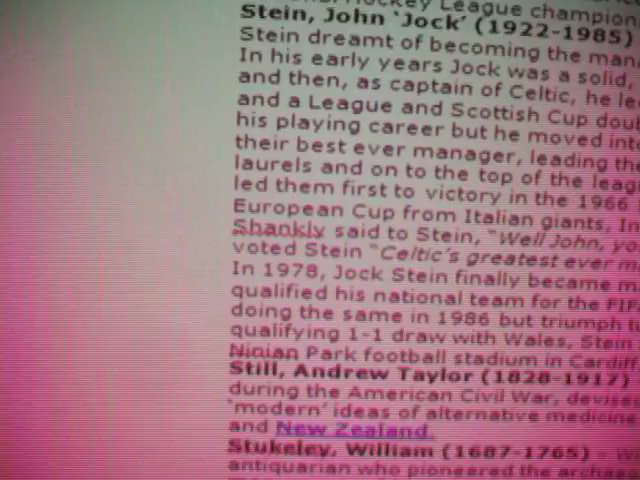 Hockey League champion
Stein, John 'Jock' (1922-1985)
Stein dreamt of becoming the
In his early years Jock was a solid,
and then, as captain of Celtic, he
and a League and Scottish Cup
his playing career but he moved
their best ever manager, leading
laurels and on to the top of the
led them first to victory in the 1966
European Cup from Italian giants,
Shankly said to Stein, "Well John,
voted Stein "Celtic's greatest ever
In 1978, Jock Stein finally became
qualified his national team for the
doing the same in 1986 but triumph
qualifying 1-1 draw with Wales, Stein
Ninian Park football stadium in Cardiff
Still, Andrew Taylor (1828-1917)
during the American Civil War,
'modern' ideas of alternative medicine
and New Zealand.
Stukeley, William (1687-1765) -
antiquarian who pioneered the